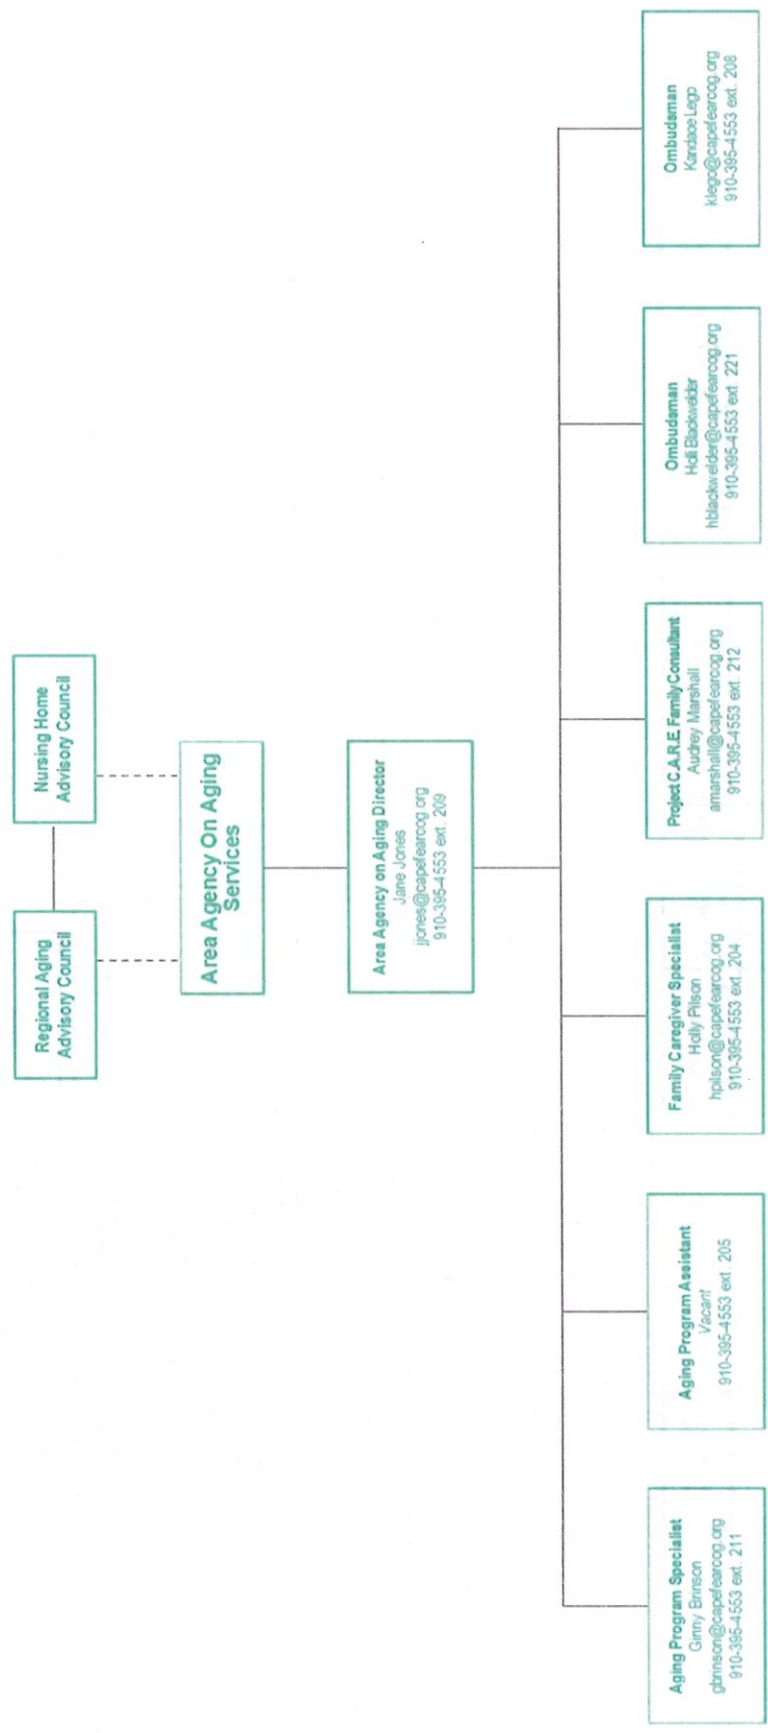 Regional Aging
Advisory Council
Nursing Home
Advisory Council
Area Agency On Aging
Services
Area Agency on Aging Director
Jane Jones
jjones@capefearcog.org
910-395-4553 ext. 209
Aging Program Specialist
Ginny Brinson
gbrinson@capefearcog.org
910-395-4553 ext. 211
Aging Program Assistant
Vacant
910-395-4553 ext. 205
Family Caregiver Specialist
Holly Pilson
hpilson@capefearcog.org
910-395-4553 ext. 204
Project C.A.R.E. Family Consultant
Audrey Marshall
amarshall@capefearcog.org
910-395-4553 ext. 212
Ombudsman
Holli Blackwelder
hblackwelder@capefearcog.org
910-395-4553 ext. 221
Ombudsman
Kandace Lego
klego@capefearcog.org
910-395-4553 ext. 208